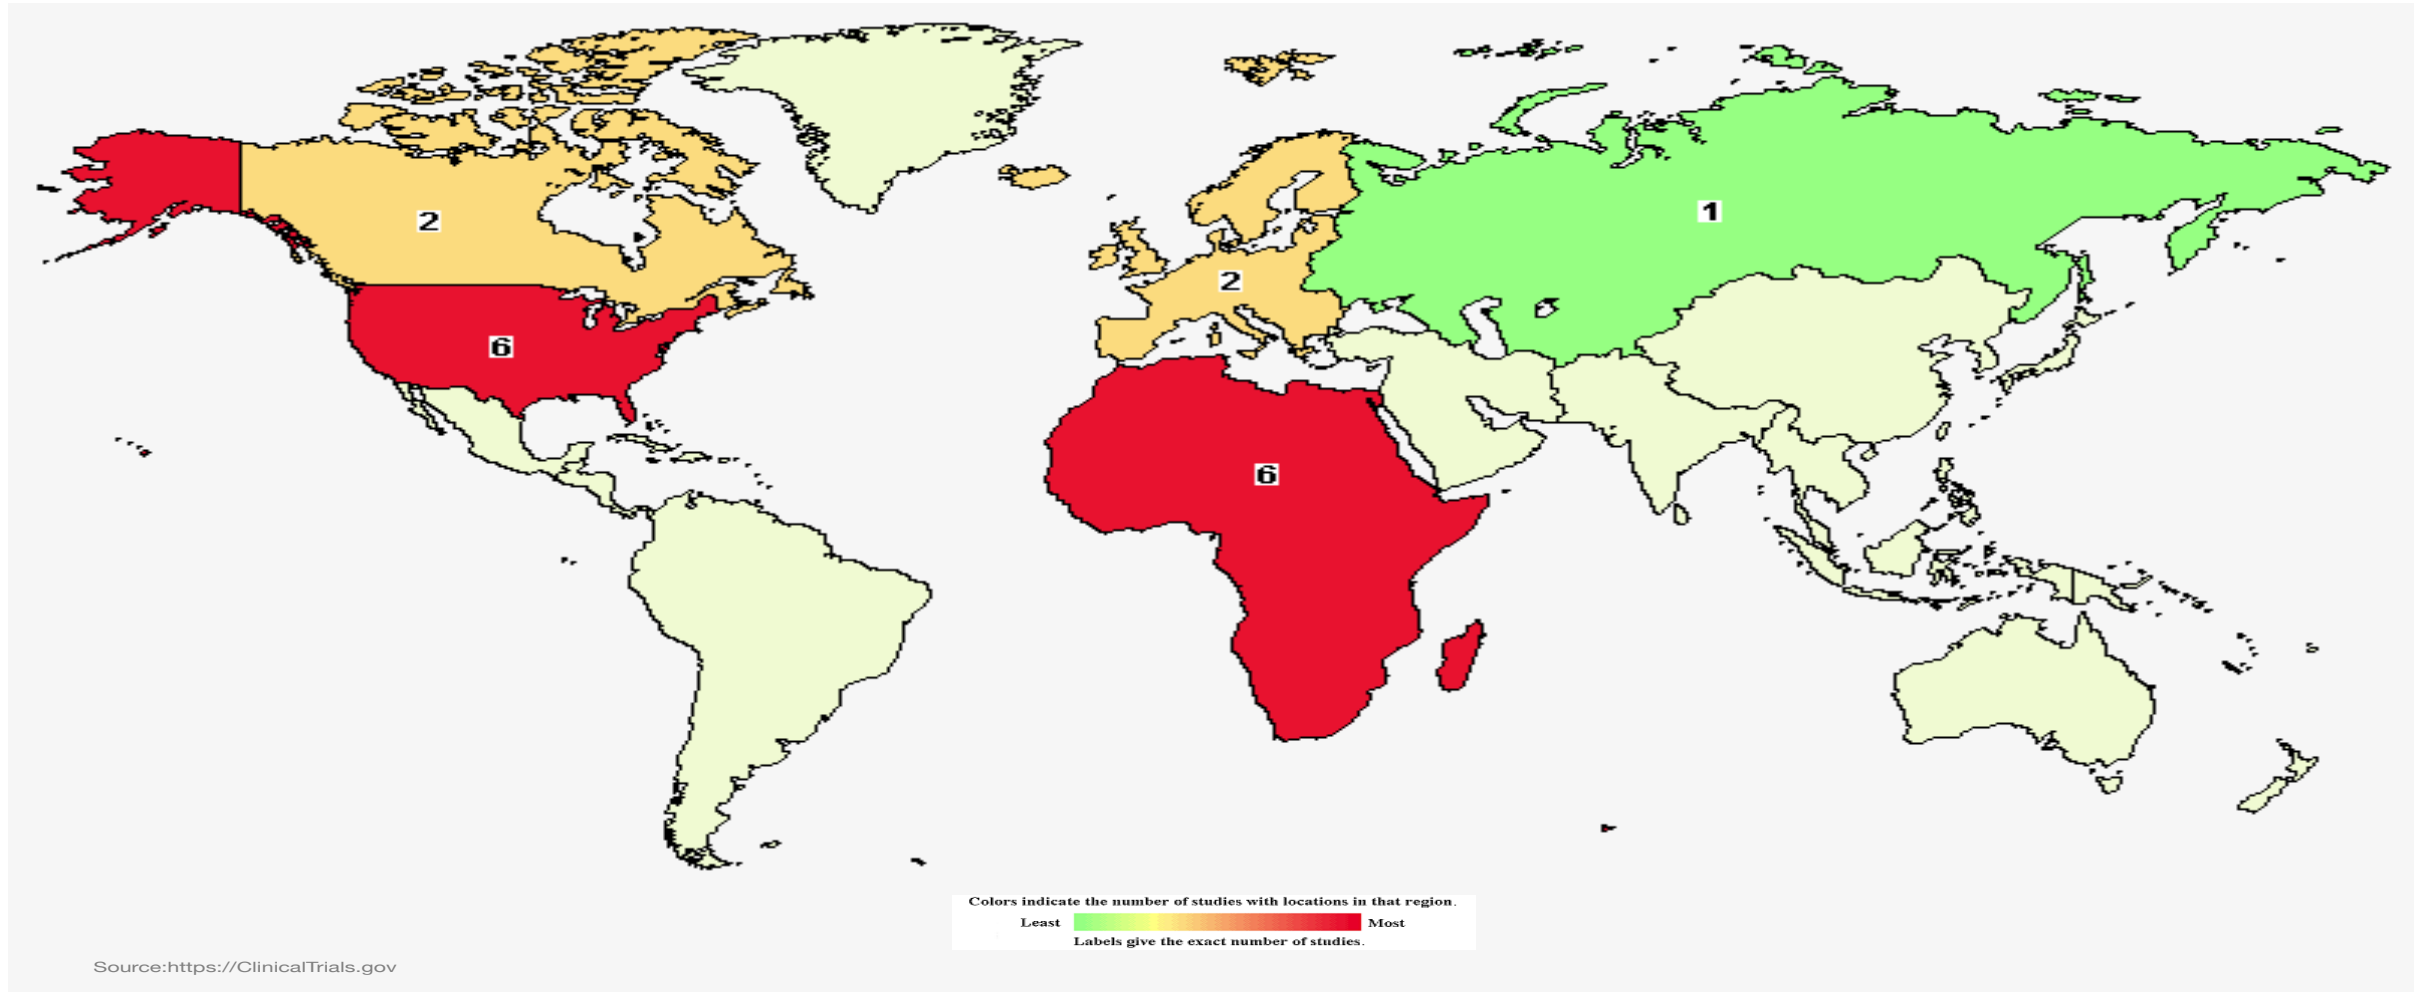 2
1
2
6
6
Colors indicate the number of studies with locations in that region.
Least Most
Labels give the exact number of studies.
Source:https://ClinicalTrials.gov